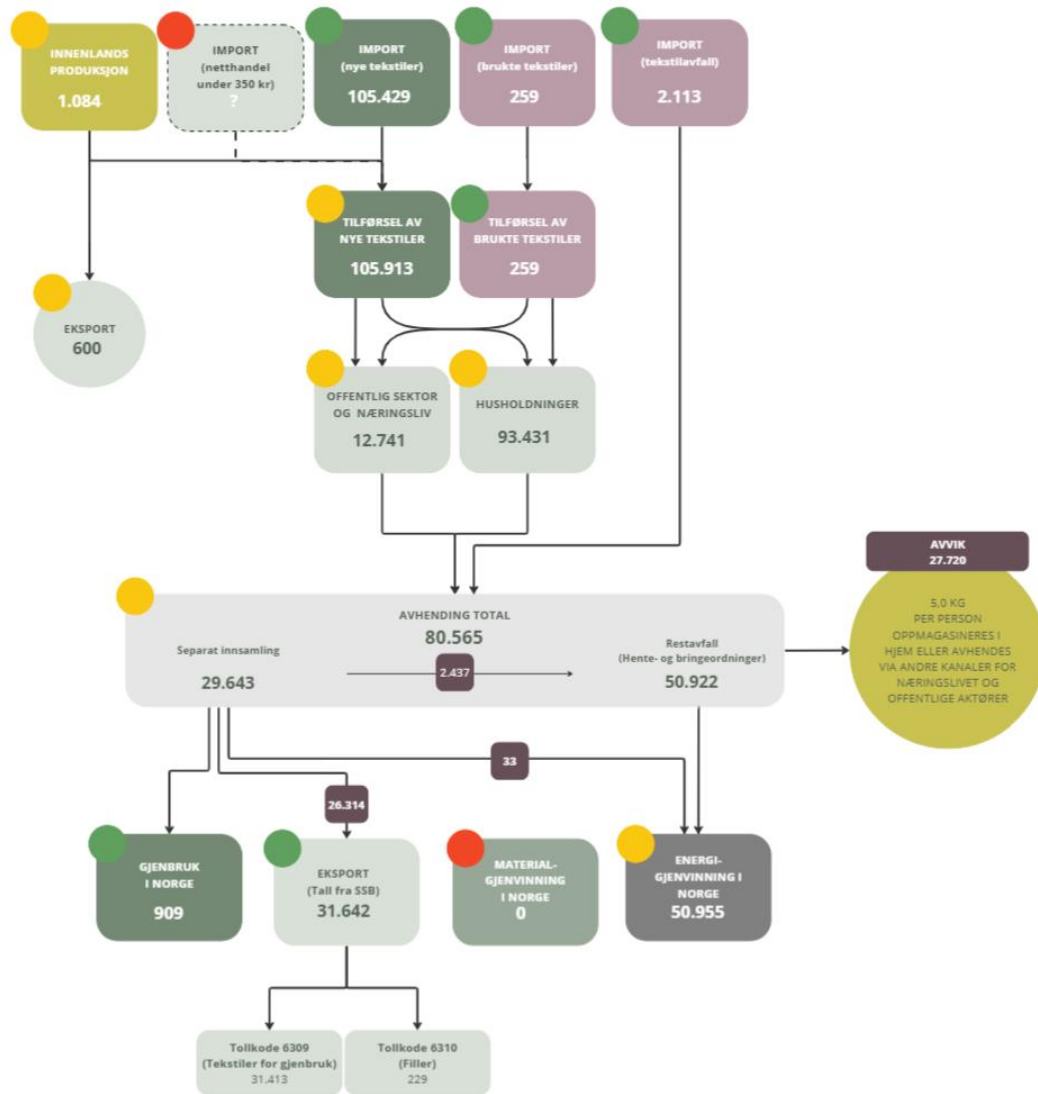 INNENLANDS
PRODUKSJON
1.084
IMPORT
(netthandel
under 350 kr)
?
IMPORT
(nye tekstiler)
105.429
IMPORT
(brukte tekstiler)
259
IMPORT
(tekstilavfall)
2.113
TILFØRSEL AV
NYE TEKSTILER
105.913
TILFØRSEL AV
BRUKTE TEKSTILER
259
EKSPORT
600
OFFENTLIG SEKTOR
OG NÆRINGSLIV
12.741
HUSHOLDNINGER
93.431
AVVIK
27.720
5,0 KG
PER PERSON
OPPMAGASINERES I
HJEM ELLER AVHENDES
VIA ANDRE KANALER FOR
NÆRINGSLIVET OG
OFFENTLIGE AKTØRER
AVHENDING TOTAL
80.565
Separat innsamling
29.643
2.437
Restavfall
(Hente- og bringeordninger)
50.922
33
26.314
GJENBRUK
I NORGE
909
EKSPORT
(Tall fra SSB)
31.642
MATERIAL-
GJENVINNING
I NORGE
0
ENERGI-
GJENVINNING I
NORGE
50.955
Tollkode 6309
(Tekstiler for gjenbruk)
31.413
Tollkode 6310
(Filler)
229